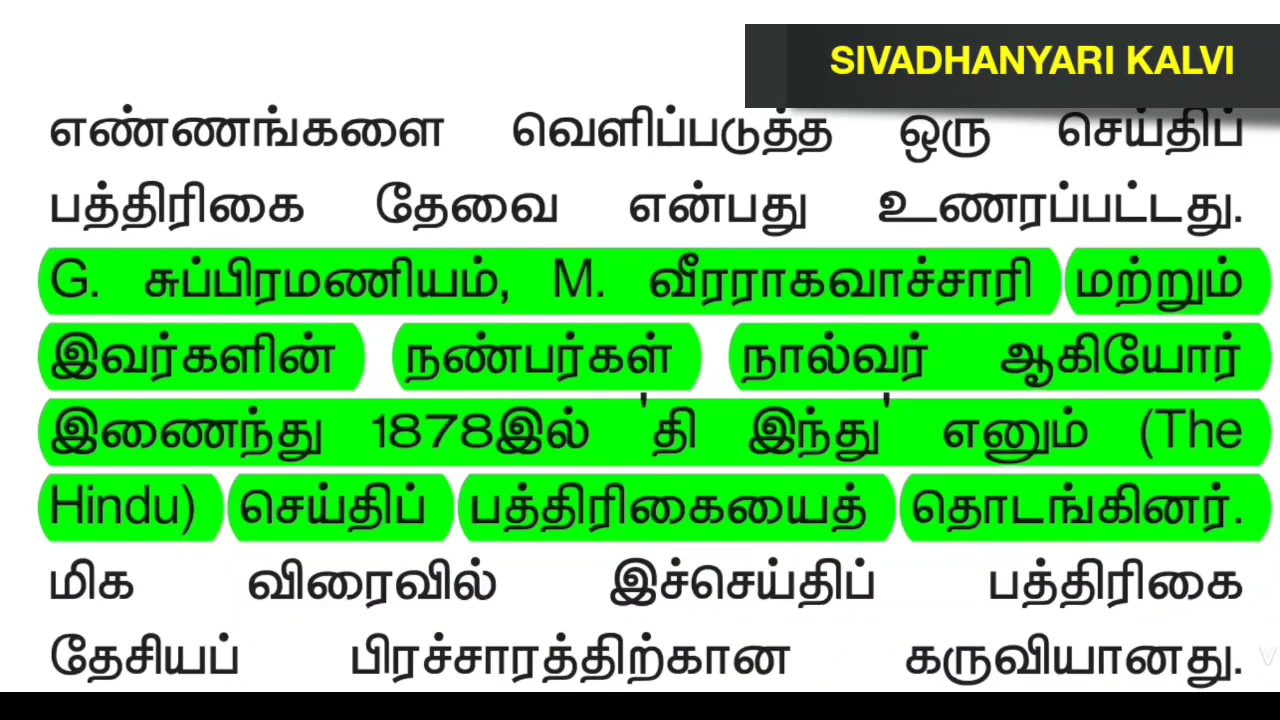 SIVADHANYARI KALVI
எண்ணங்களை வெளிப்படுத்த ஒரு செய்திப்
பத்திரிகை தேவை என்பது உணரப்பட்டது.
G. சுப்பிரமணியம், M. வீரராகவாச்சாரி மற்றும்
இவர்களின் நண்பர்கள் நால்வர் ஆகியோர்
இணைந்து 1878இல் 'தி இந்து' எனும் (The
Hindu) செய்திப் பத்திரிகையைத் தொடங்கினர்.
மிக விரைவில் இச்செய்திப் பத்திரிகை
தேசியப் பிரச்சாரத்திற்கான கருவியானது.